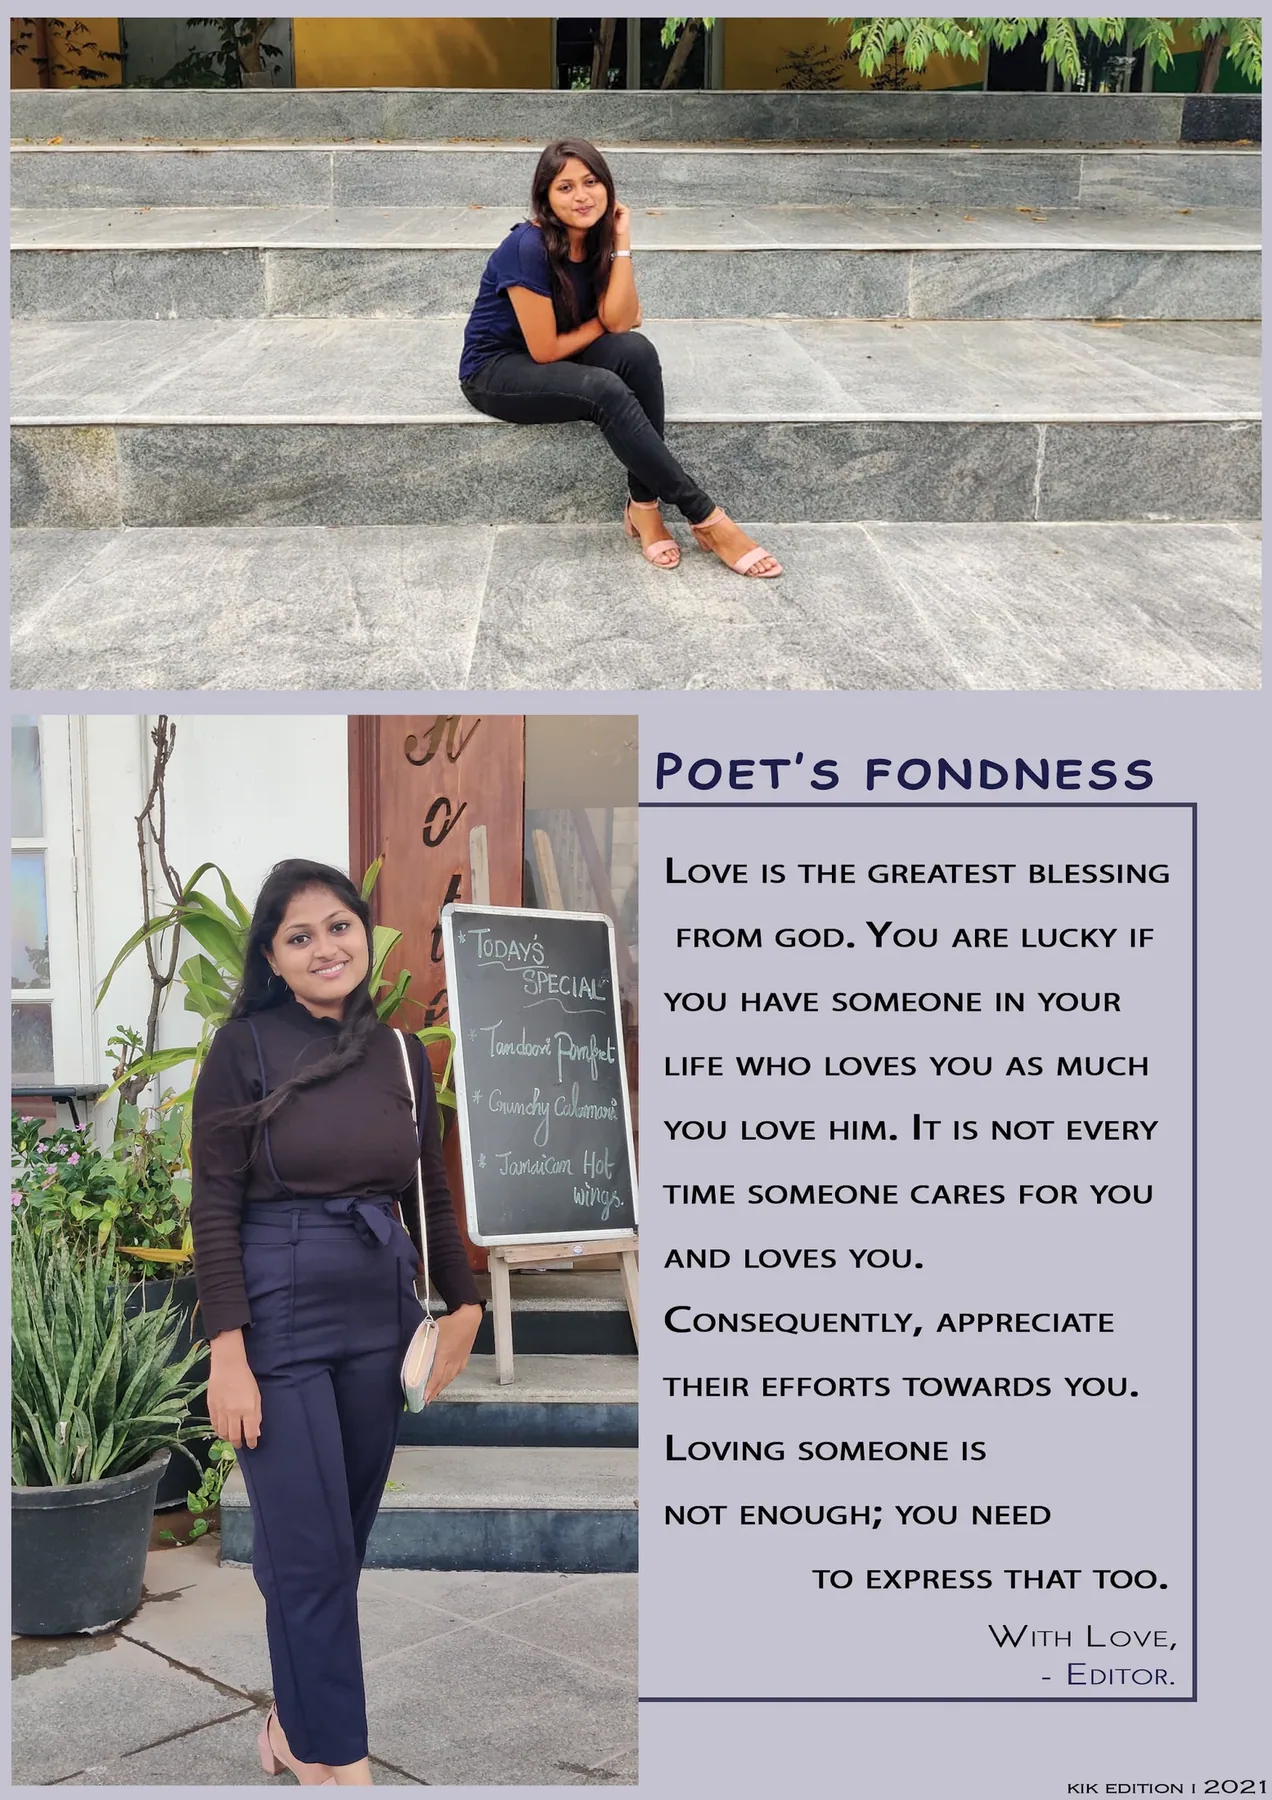 POET'S FONDNESS
LOVE IS THE GREATEST BLESSING
FROM GOD. YOU ARE LUCKY IF
YOU HAVE SOMEONE IN YOUR
LIFE WHO LOVES YOU AS MUCH
YOU LOVE HIM. IT IS NOT EVERY
TIME SOMEONE CARES FOR YOU
AND LOVES YOU.
CONSEQUENTLY, APPRECIATE
THEIR EFFORTS TOWARDS YOU.
LOVING SOMEONE IS
NOT ENOUGH; YOU NEED
TO EXPRESS THAT TOO.
WITH LOVE,
- EDITOR.
* TODAY'S
SPECIAL
* Tandoori Pomfret
* Crunchy Calamari
* Jamaican Hot
wings.
KIK EDITION I 2021